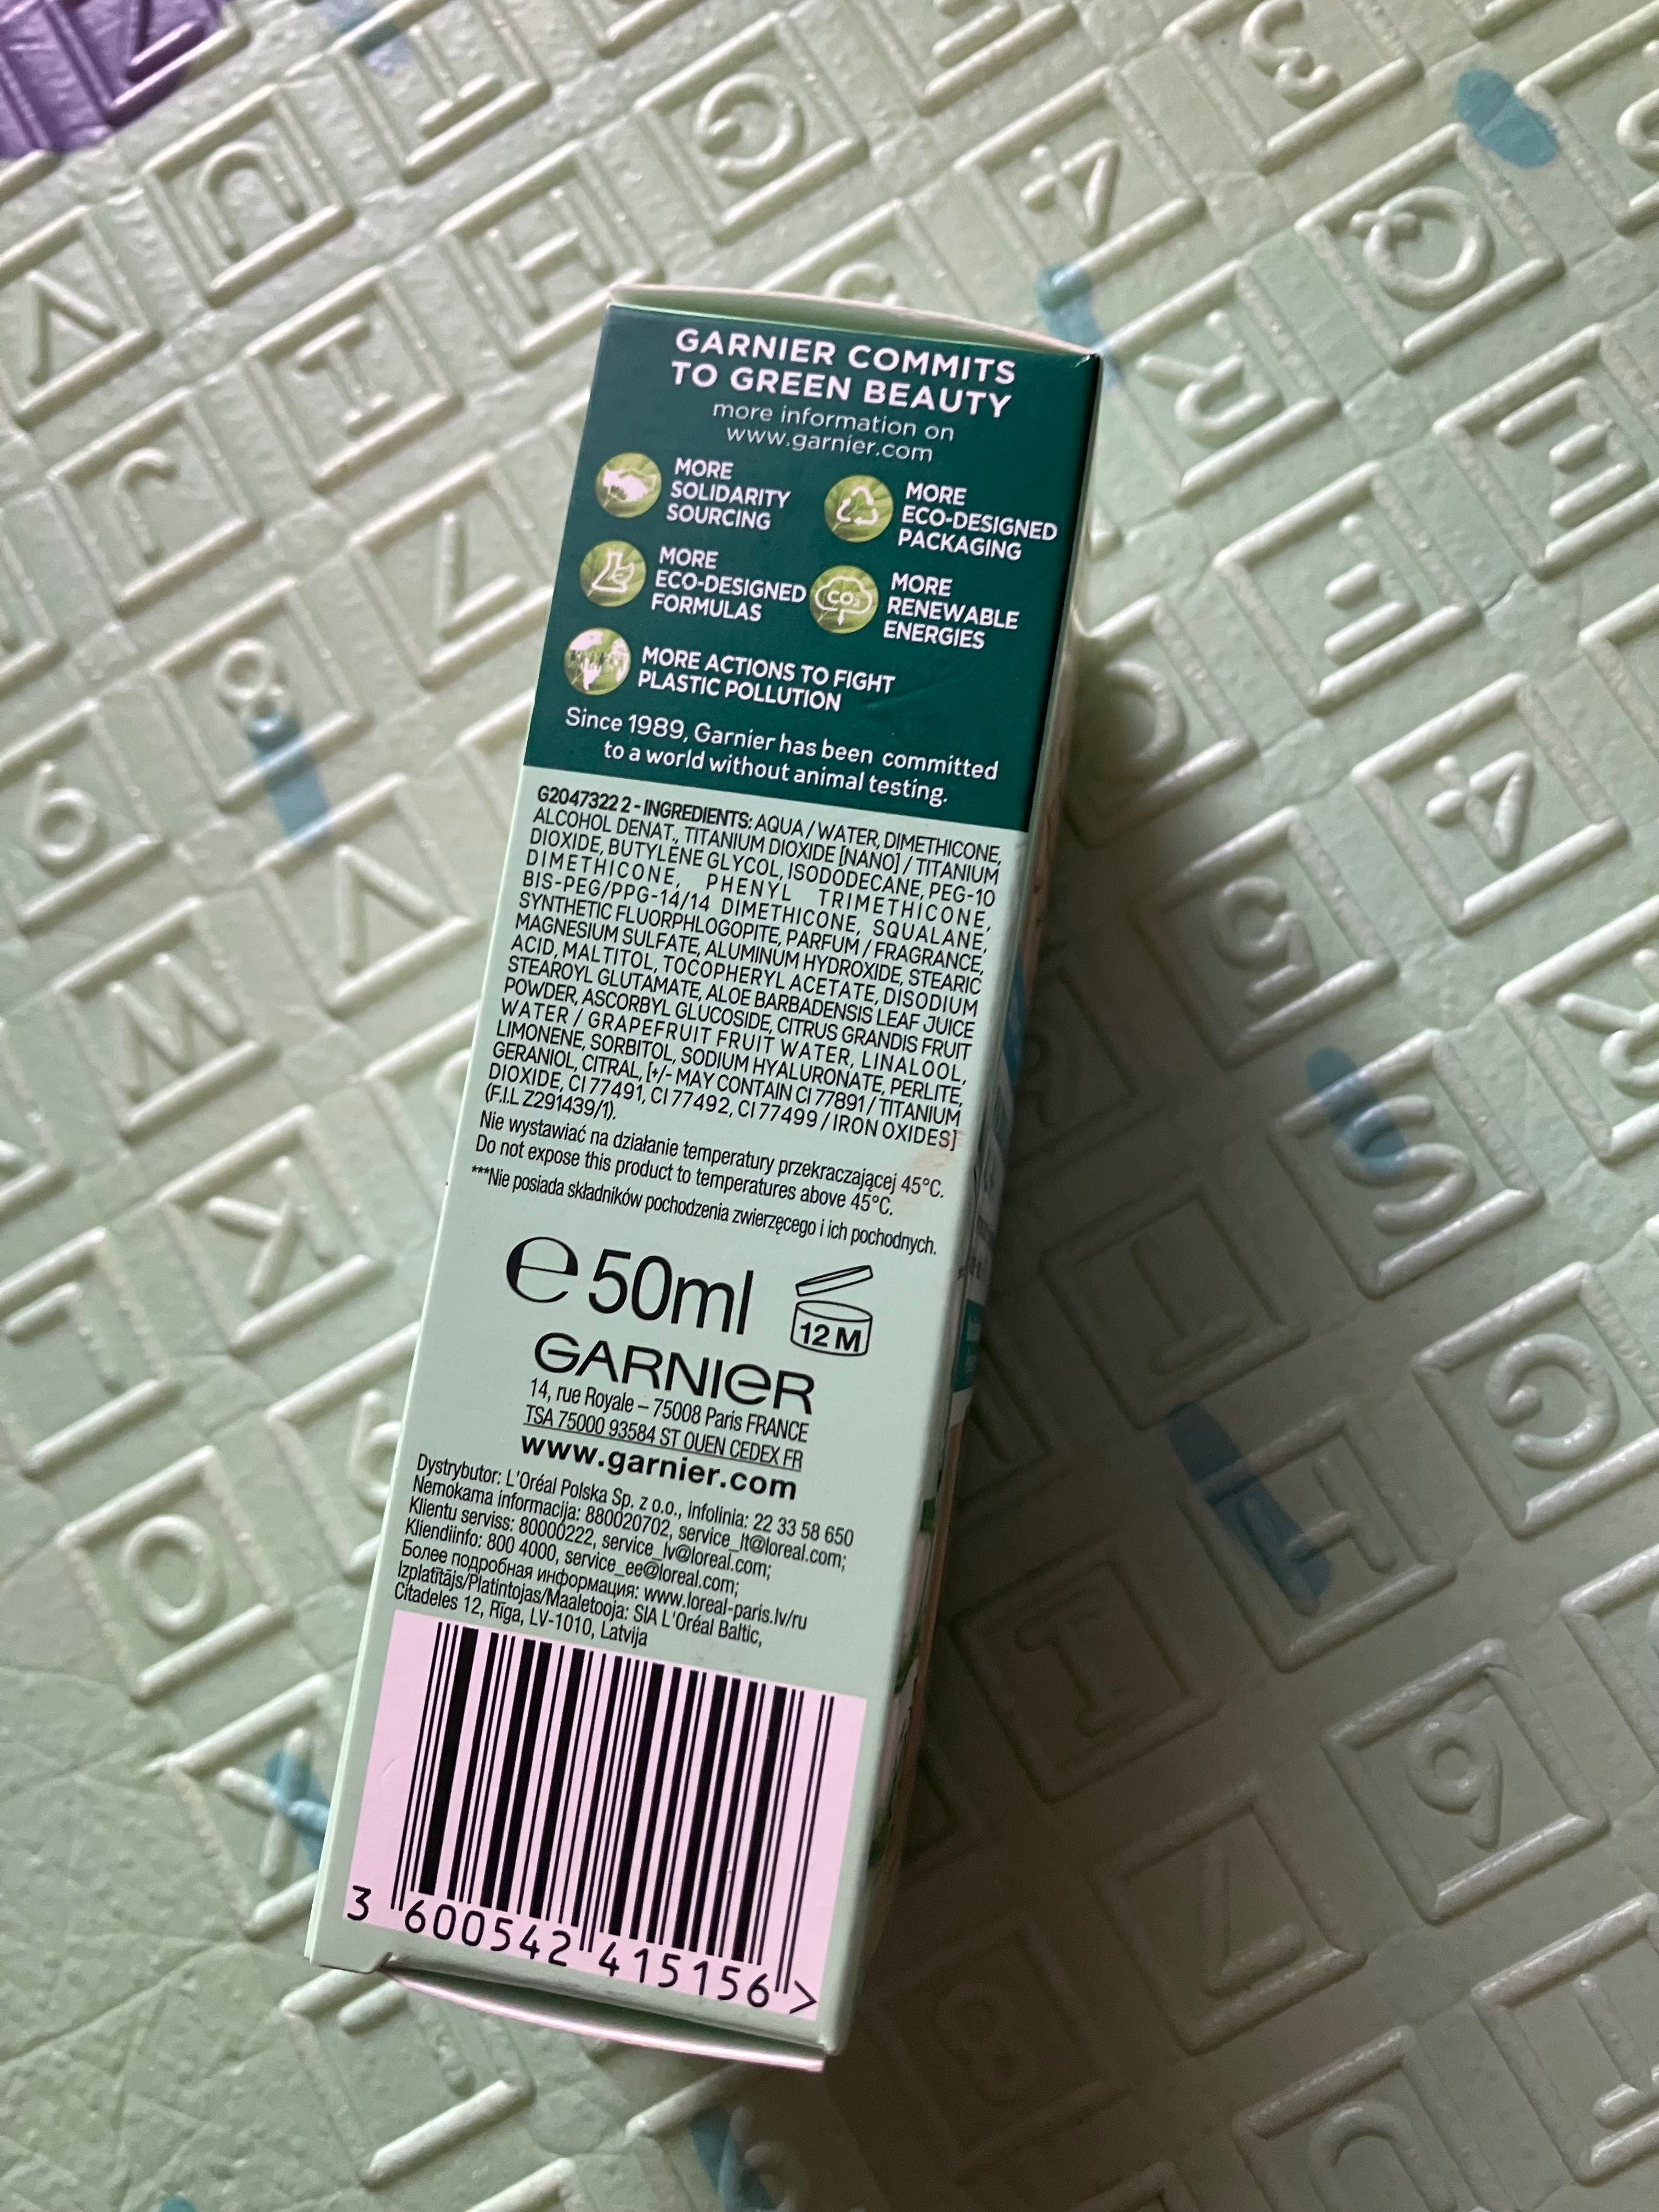 GARNIER COMMITS
TO GREEN BEAUTY
more information on
www.garnier.com
MORE
SOLIDARITY
SOURCING
MORE
ECO-DESIGNED
PACKAGING
MORE
ECO-DESIGNED
FORMULAS
CO₂
MORE
RENEWABLE
ENERGIES
MORE ACTIONS TO FIGHT
PLASTIC POLLUTION
Since 1989, Garnier has been committed
to a world without animal testing.
G2047322 2 - INGREDIENTS: AQUA / WATER, DIMETHICONE,
ALCOHOL DENAT., TITANIUM DIOXIDE [NANO] / TITANIUM
DIOXIDE, BUTYLENE GLYCOL, ISODODECANE, PEG-10
DIMETHICONE, PHENYL TRIMETHICONE,
BIS-PEG/PPG-14/14 DIMETHICONE, SQUALANE,
SYNTHETIC FLUORPHLOGOPITE, PARFUM / FRAGRANCE,
MAGNESIUM SULFATE, ALUMINUM HYDROXIDE, STEARIC
ACID, MALTITOL, TOCOPHERYL ACETATE, DISODIUM
STEAROYL GLUTAMATE, ALOE BARBADENSIS LEAF JUICE
POWDER, ASCORBYL GLUCOSIDE, CITRUS GRANDIS FRUIT
WATER / GRAPEFRUIT FRUIT WATER, LINALOOL,
LIMONENE, SORBITOL, SODIUM HYALURONATE, PERLITE,
GERANIOL, CITRAL, [+/- MAY CONTAIN CI 77891 / TITANIUM
DIOXIDE, CI 77491, CI 77492, CI 77499 / IRON OXIDES]
(F.I.L Z291439/1).
Nie wystawiać na działanie temperatury przekraczającej 45°C.
Do not expose this product to temperatures above 45°C.
***Nie posiada składników pochodzenia zwierzęcego i ich pochodnych.
℮ 50ml
12 M
GARNIER
14, rue Royale – 75008 Paris FRANCE
TSA 75000 93584 ST OUEN CEDEX FR
www.garnier.com
Dystrybutor: L'Oréal Polska Sp. z o.o., infolinia: 22 33 58 650
Nemokama informacija: 880020702, service_lt@loreal.com;
Klientu serviss: 80000222, service_lv@loreal.com;
Kliendiinfo: 800 4000, service_ee@loreal.com;
Более подробная информация: www.loreal-paris.lv/ru
Izplatītājs/Platintojas/Maaletooja: SIA L'Oréal Baltic,
Citadeles 12, Rīga, LV-1010, Latvija
3 600542 415156 >